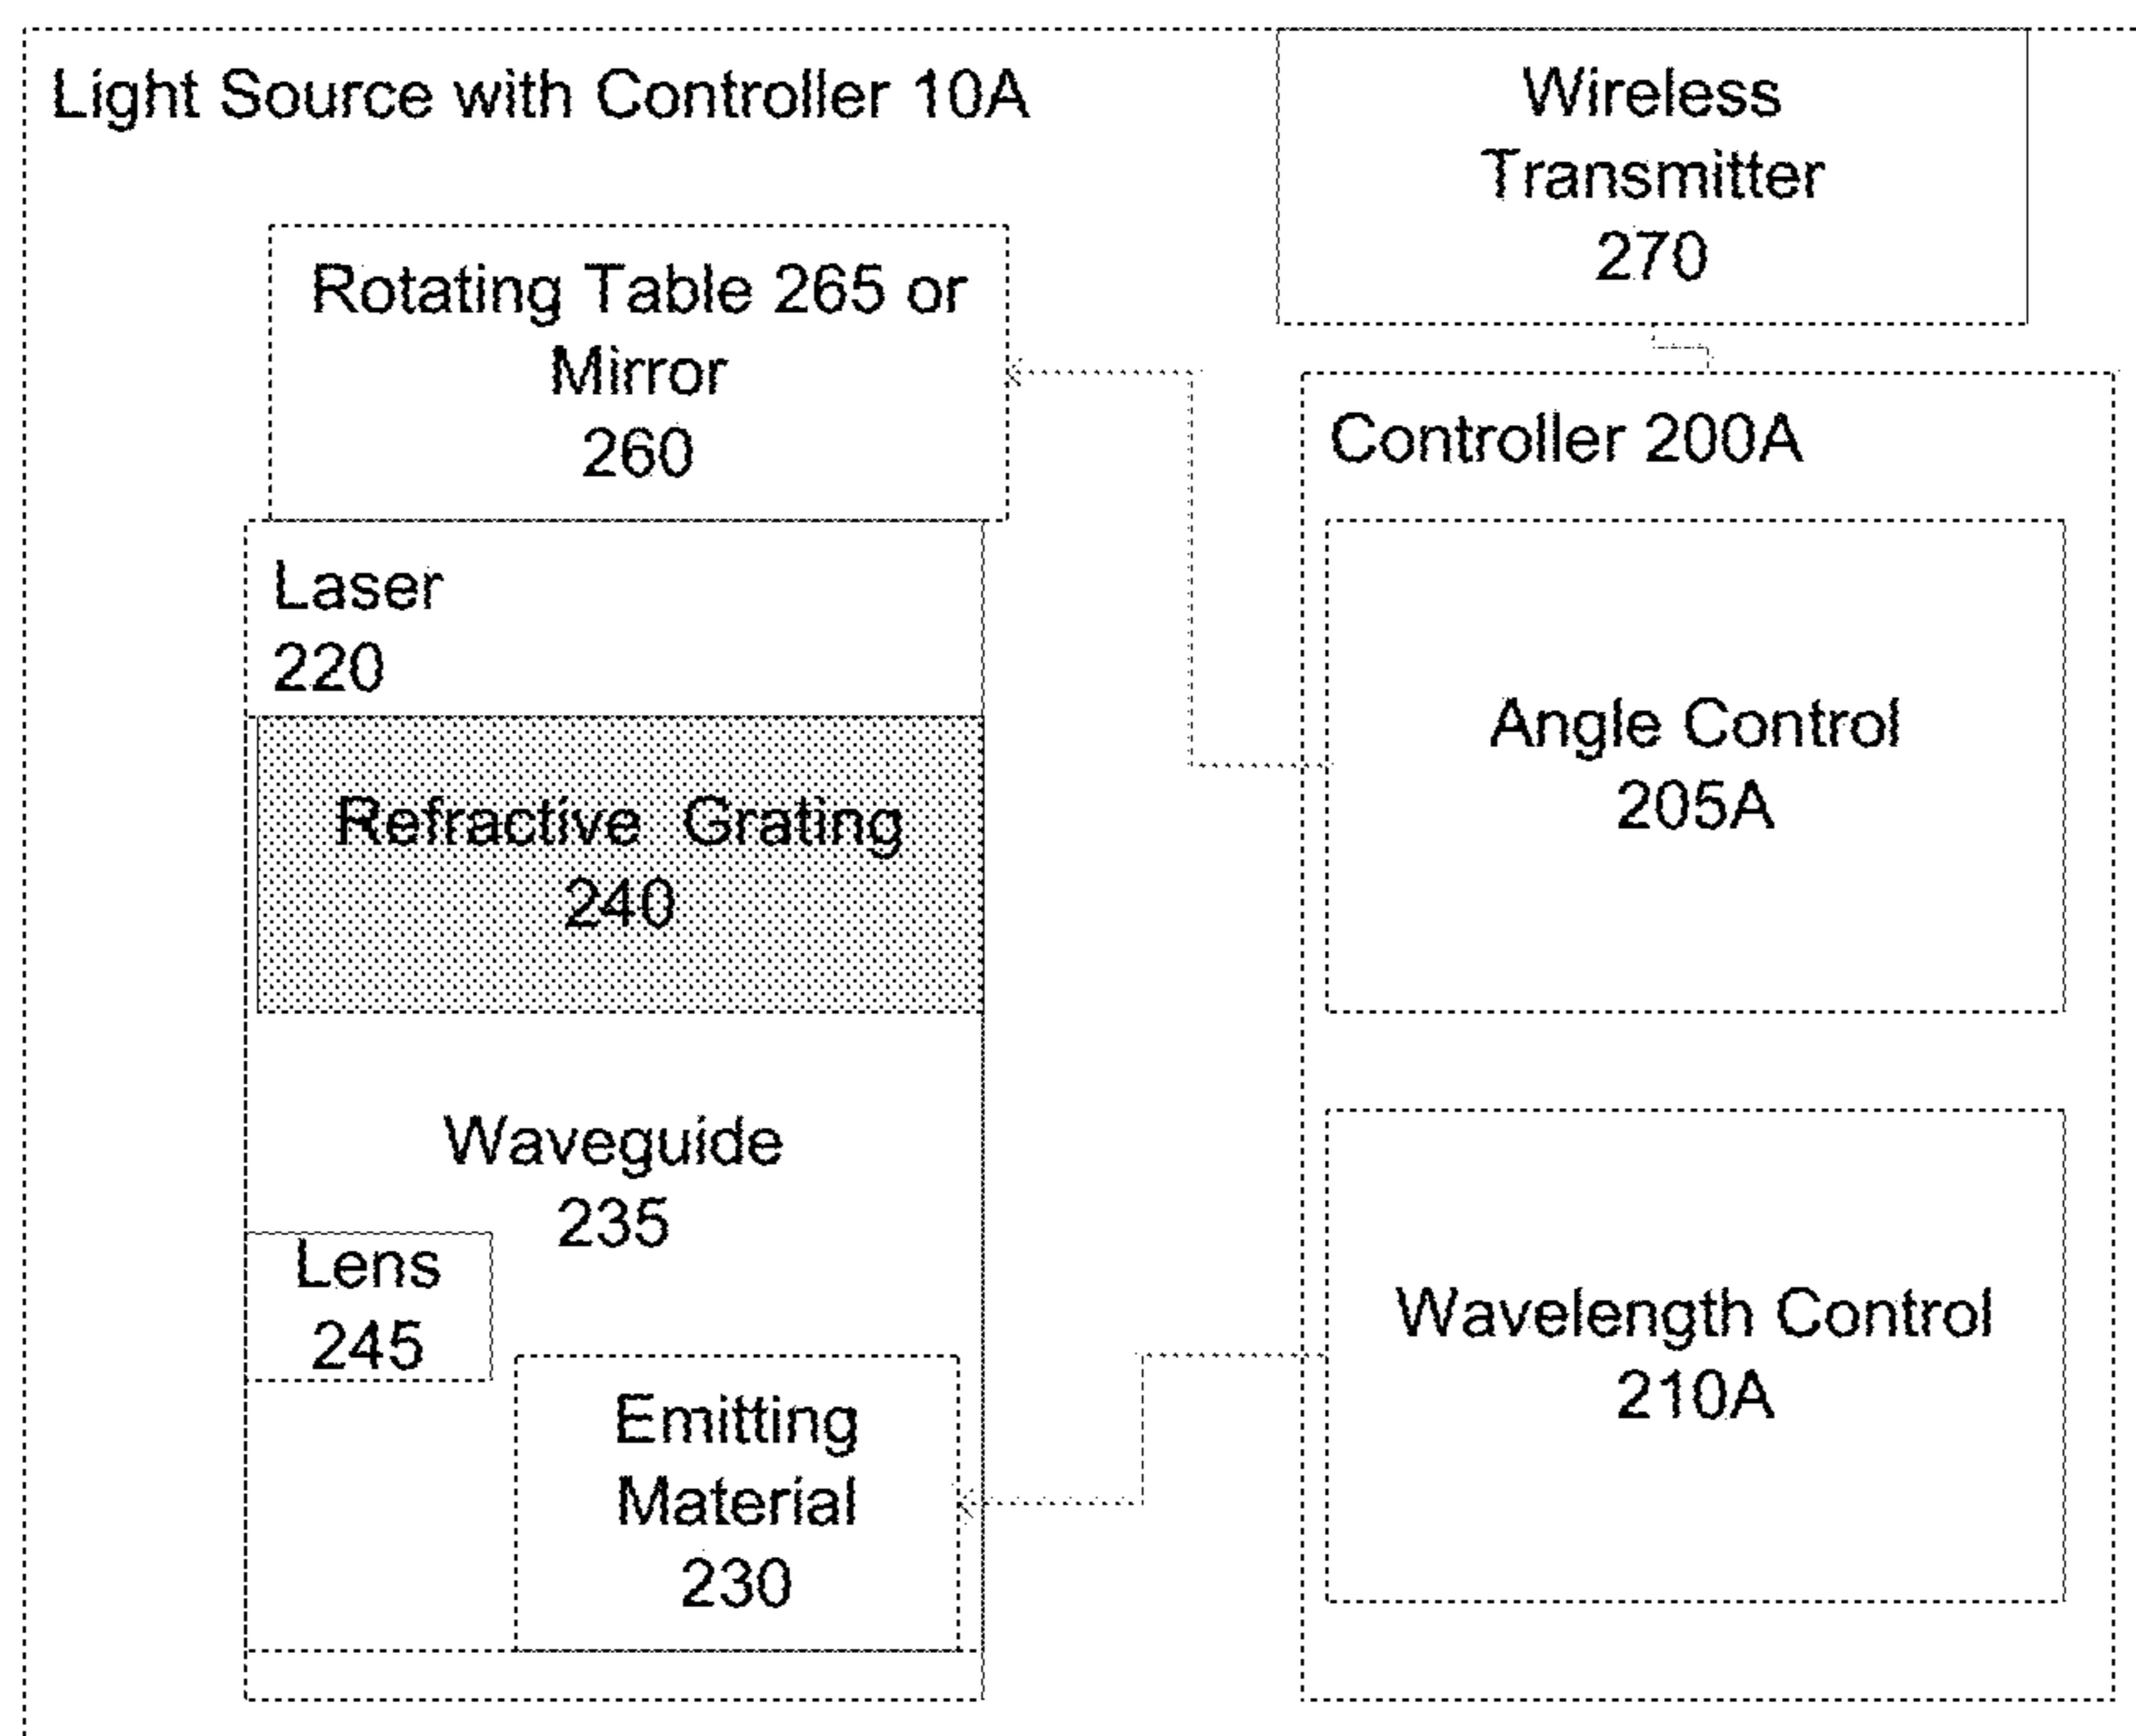 Light Source with Controller 10A
Wireless
Transmitter
270
Rotating Table 265 or
Mirror
260
Controller 200A
Laser
220
Angle Control
205A
Refractive Grating
240
Waveguide
235
Lens
245
Wavelength Control
210A
Emitting
Material
230